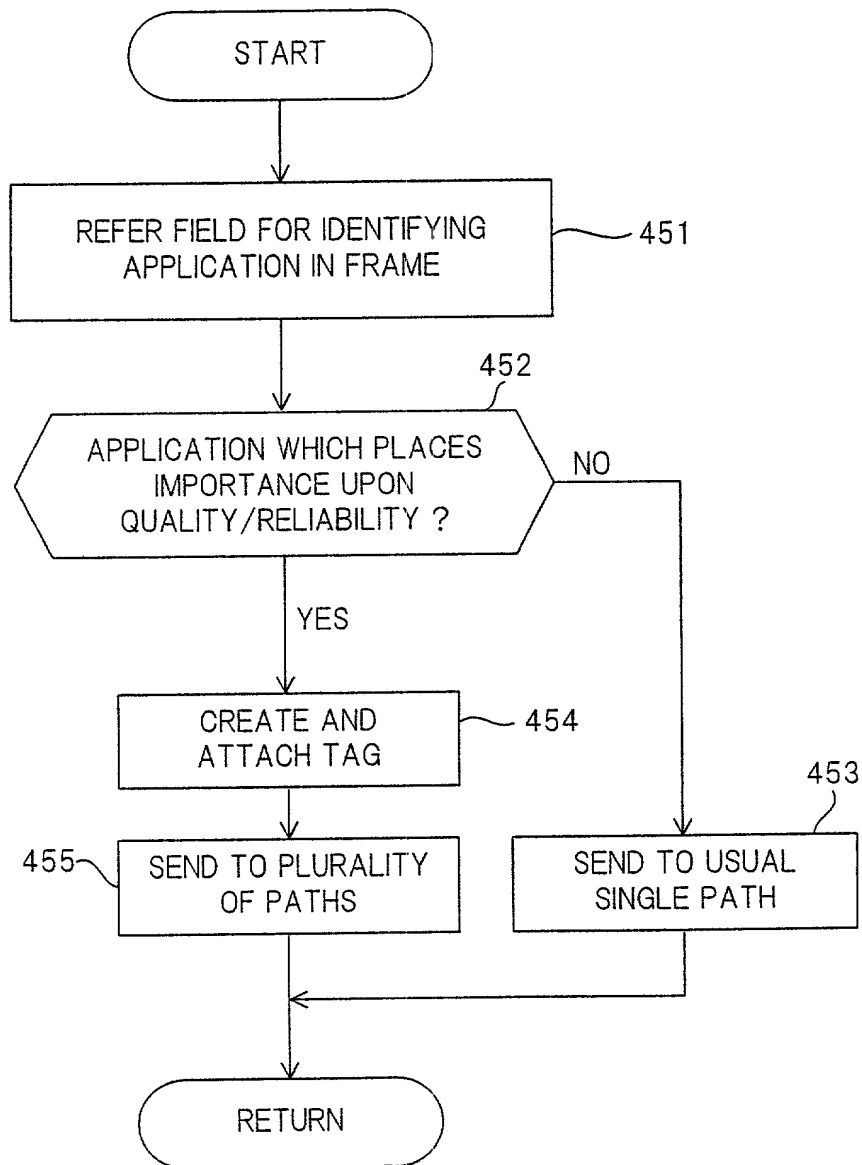 START
REFER FIELD FOR IDENTIFYING
APPLICATION IN FRAME
451
452
APPLICATION WHICH PLACES
IMPORTANCE UPON
QUALITY/RELIABILITY ?
NO
YES
CREATE AND
ATTACH TAG
454
453
455
SEND TO PLURALITY
OF PATHS
SEND TO USUAL
SINGLE PATH
RETURN